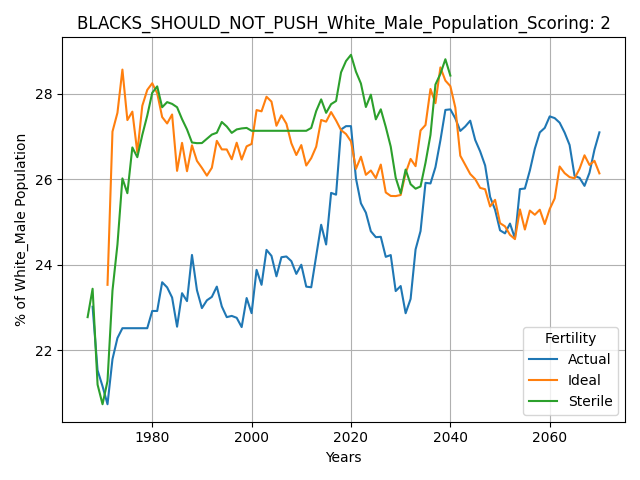 BLACKS_SHOULD_NOT_PUSH_White_Male_Population_Scoring: 2
% of White_Male Population
28
26
24
22
Fertility
Actual
Ideal
Sterile
1980
2000
2020
2040
2060
Years